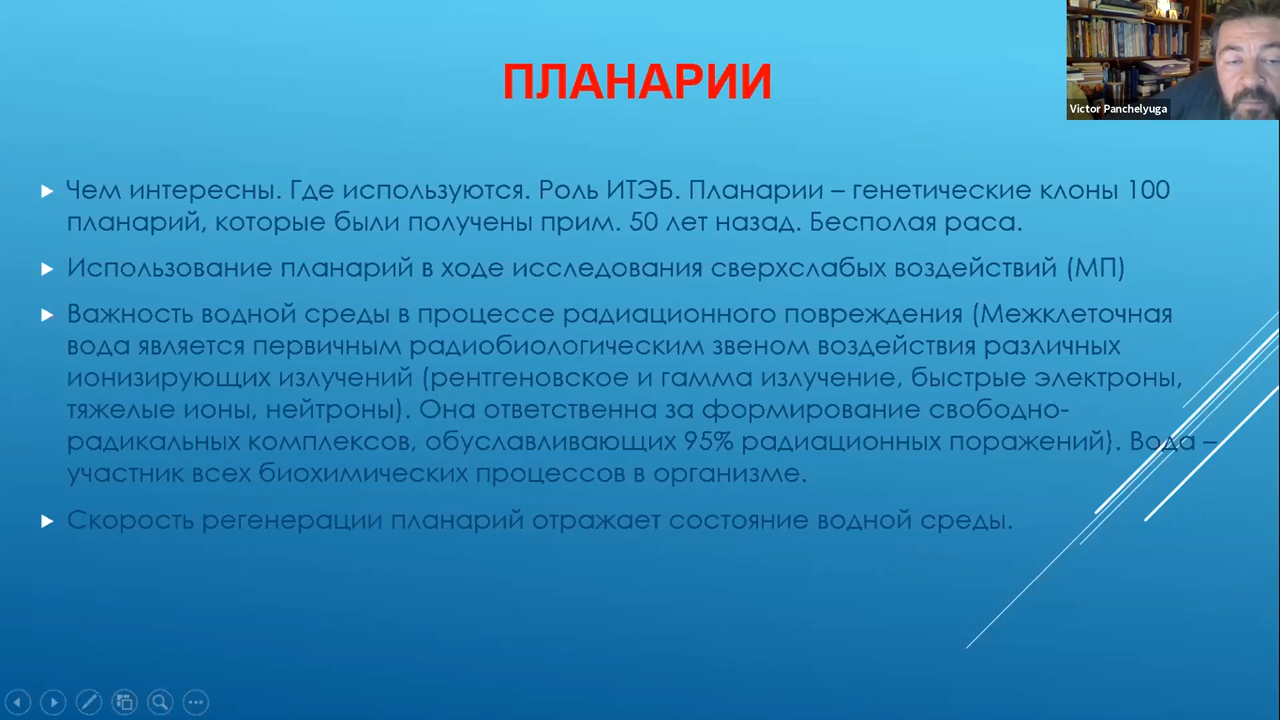 ПЛАНАРИИ
Victor Panchelyuga
Чем интересны. Где используются. Роль ИТЭБ. Планарии – генетические клоны 100
планарий, которые были получены прим. 50 лет назад. Бесполая раса.
Использование планарий в ходе исследования сверхслабых воздействий (МП)
Важность водной среды в процессе радиационного повреждения (Межклеточная
вода является первичным радиобиологическим звеном воздействия различных
ионизирующих излучений (рентгеновское и гамма излучение, быстрые электроны,
тяжелые ионы, нейтроны). Она ответственна за формирование свободно-
радикальных комплексов, обуславливающих 95% радиационных поражений). Вода –
участник всех биохимических процессов в организме.
Скорость регенерации планарий отражает состояние водной среды.